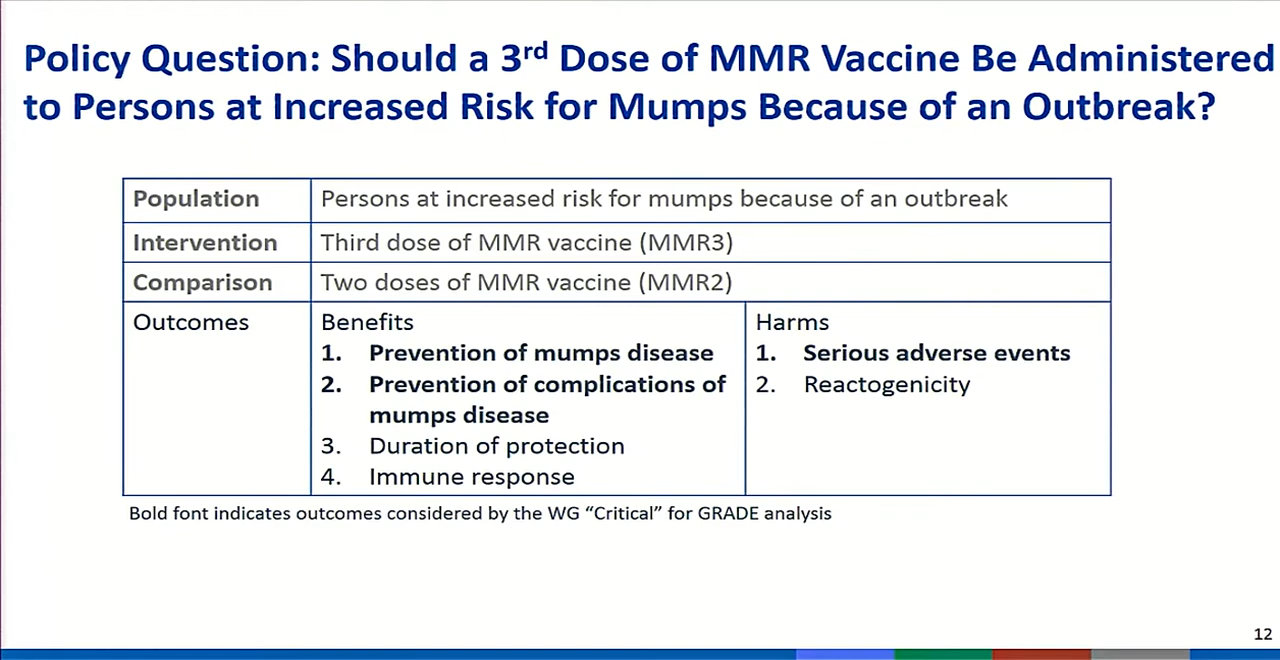 Policy Question: Should a 3rd Dose of MMR Vaccine Be Administered
to Persons at Increased Risk for Mumps Because of an Outbreak?
Population
Persons at increased risk for mumps because of an outbreak
Intervention
Third dose of MMR vaccine (MMR3)
Comparison
Two doses of MMR vaccine (MMR2)
Outcomes
Benefits
1. Prevention of mumps disease
2. Prevention of complications of
mumps disease
3. Duration of protection
4. Immune response
Harms
1. Serious adverse events
2. Reactogenicity
Bold font indicates outcomes considered by the WG “Critical” for GRADE analysis
12